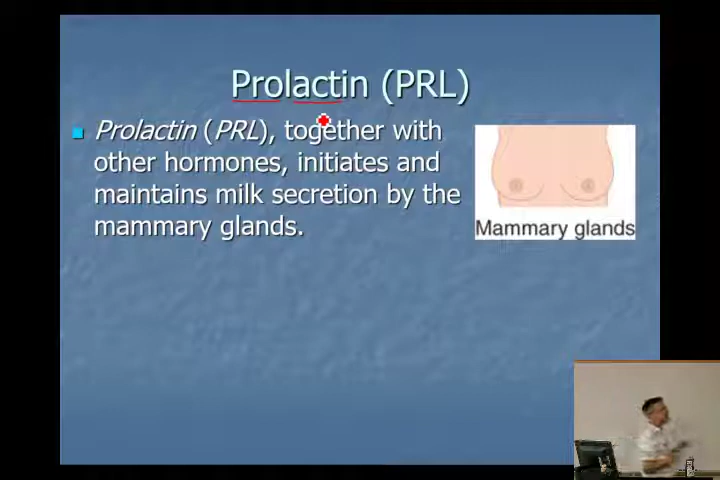 Prolactin (PRL)
Prolactin (PRL), together with
other hormones, initiates and
maintains milk secretion by the
mammary glands.
Mammary glands